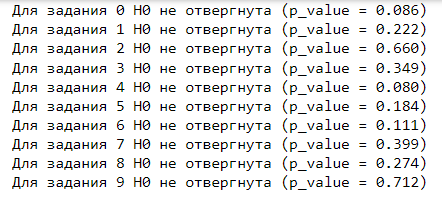 Для задания 0 H0 не отвергнута (p_value = 0.086)
Для задания 1 H0 не отвергнута (p_value = 0.222)
Для задания 2 H0 не отвергнута (p_value = 0.660)
Для задания 3 H0 не отвергнута (p_value = 0.349)
Для задания 4 H0 не отвергнута (p_value = 0.080)
Для задания 5 H0 не отвергнута (p_value = 0.184)
Для задания 6 H0 не отвергнута (p_value = 0.111)
Для задания 7 H0 не отвергнута (p_value = 0.399)
Для задания 8 H0 не отвергнута (p_value = 0.274)
Для задания 9 H0 не отвергнута (p_value = 0.712)